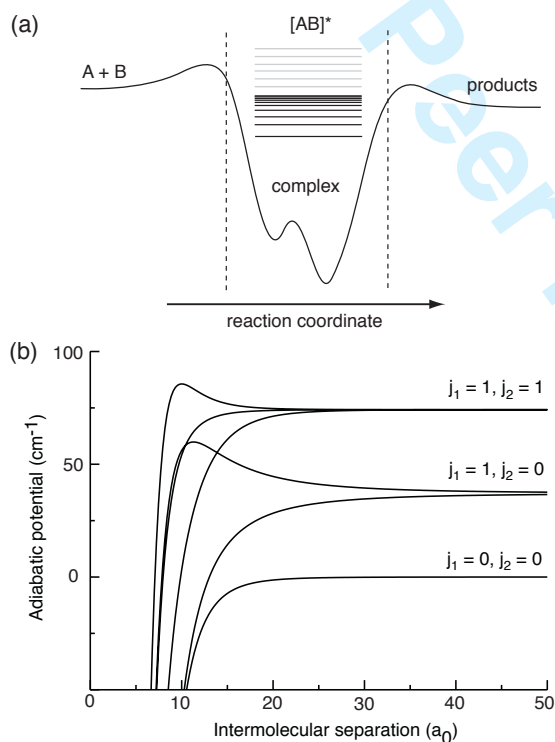 (a)
[AB]*
A + B
products
complex
reaction coordinate
Peer
(b)
100
50
0
Adiabatic potential (cm-1)
j1 = 1, j2 = 1
j1 = 1, j2 = 0
j1 = 0, j2 = 0
0 10 20 30 40 50
Intermolecular separation (a0)